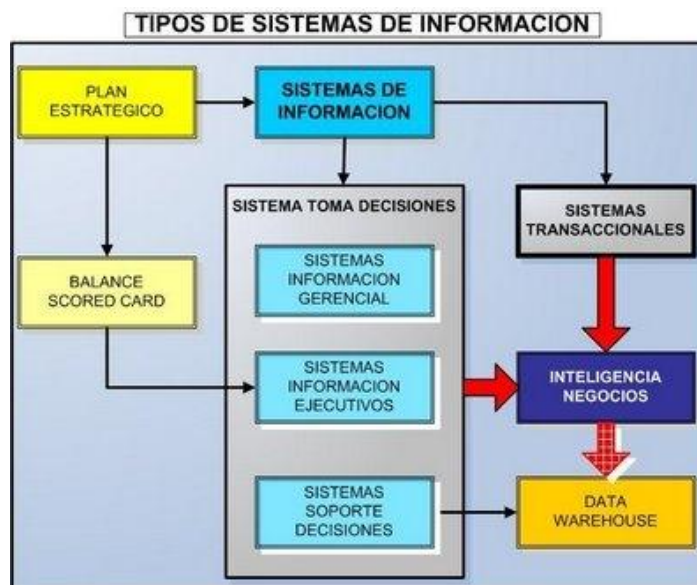 TIPOS DE SISTEMAS DE INFORMACION
PLAN
ESTRATEGICO
SISTEMAS DE
INFORMACION
SISTEMA TOMA DECISIONES
SISTEMAS
TRANSACCIONALES
SISTEMAS
INFORMACION
GERENCIAL
BALANCE
SCORED CARD
SISTEMAS
INFORMACION
EJECUTIVOS
INTELIGENCIA
NEGOCIOS
SISTEMAS
SOPORTE
DECISIONES
DATA
WAREHOUSE